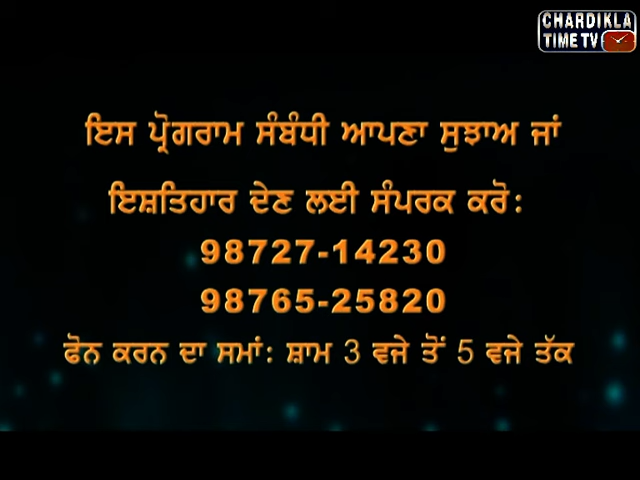 CHARDIKLA
TIME TV
ਇਸ ਪ੍ਰੋਗਰਾਮ ਸੰਬੰਧੀ ਆਪਣਾ ਸੁਝਾਅ ਜਾਂ
ਇਸ਼ਤਿਹਾਰ ਦੇਣ ਲਈ ਸੰਪਰਕ ਕਰੋ:
98727-14230
98765-25820
ਫੋਨ ਕਰਨ ਦਾ ਸਮਾਂ: ਸ਼ਾਮ 3 ਵਜੇ ਤੋਂ 5 ਵਜੇ ਤੱਕ